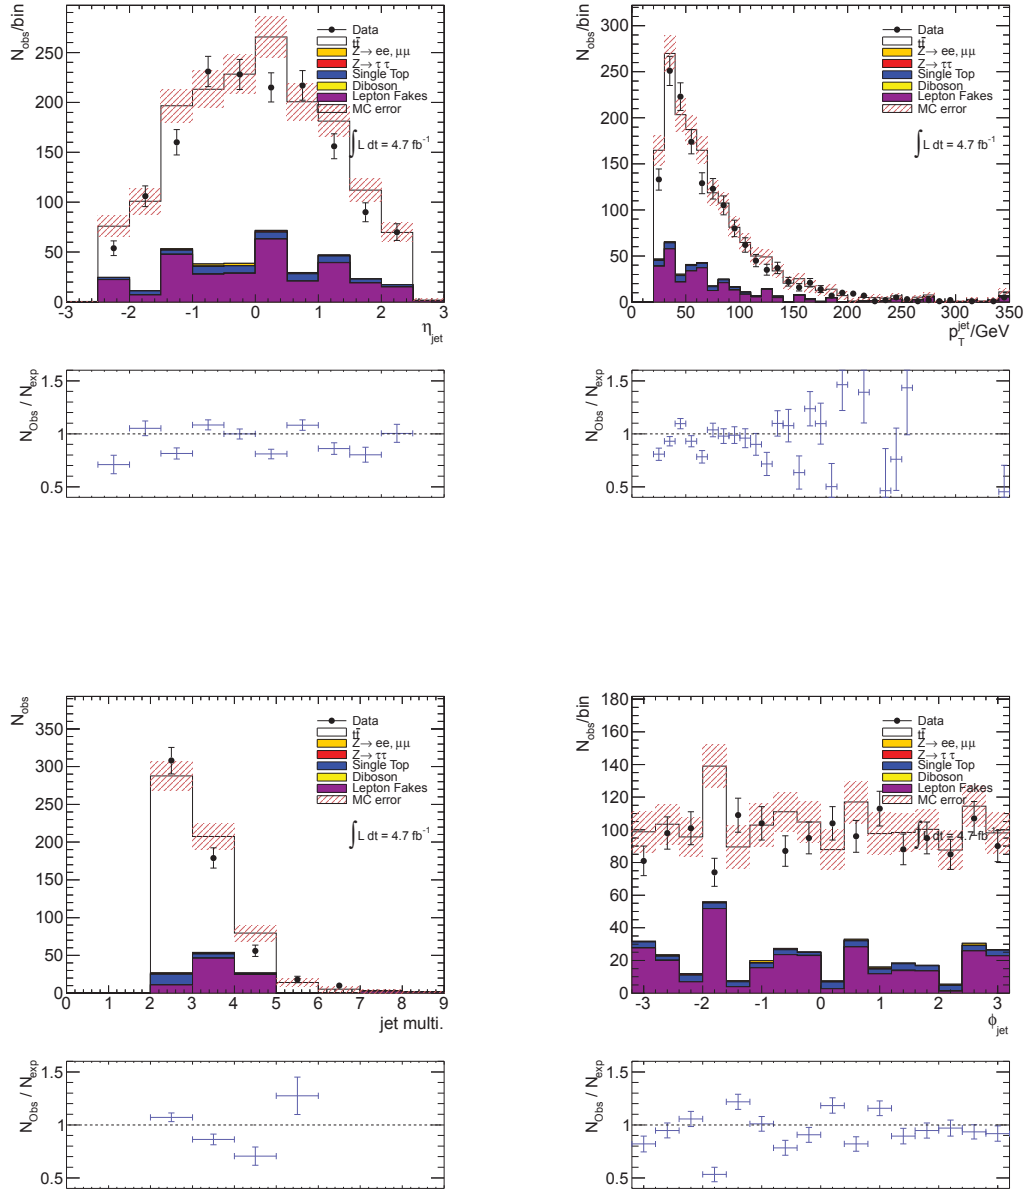 N_obs/bin
250
200
150
100
50
0
-3 -2 -1 0 1 2 3
η_jet
Data
tt̄
Z→ ee, μμ
Z→ τ τ
Single Top
Diboson
Lepton Fakes
MC error
∫ L dt = 4.7 fb⁻¹
N_Obs / N_exp
1.5
1
0.5
N_obs/bin
300
250
200
150
100
50
0
50 100 150 200 250 300 350
p_T^jet/GeV
Data
tt̄
Z→ ee, μμ
Z→ τ τ
Single Top
Diboson
Lepton Fakes
MC error
∫ L dt = 4.7 fb⁻¹
N_Obs / N_exp
1.5
1
0.5
N_obs
350
300
250
200
150
100
50
0
0 1 2 3 4 5 6 7 8 9
jet multi.
Data
tt̄
Z→ ee, μμ
Z→ ττ
Single Top
Diboson
Lepton Fakes
MC error
∫ L dt = 4.7 fb⁻¹
N_Obs / N_exp
1.5
1
0.5
N_obs/bin
180
160
140
120
100
80
60
40
20
0
-3 -2 -1 0 1 2 3
ϕ_jet
Data
tt̄
Z→ ee, μμ
Z→ τ τ
Single Top
Diboson
Lepton Fakes
MC error
∫ L dt = 4.7 fb⁻¹
N_Obs / N_exp
1.5
1
0.5